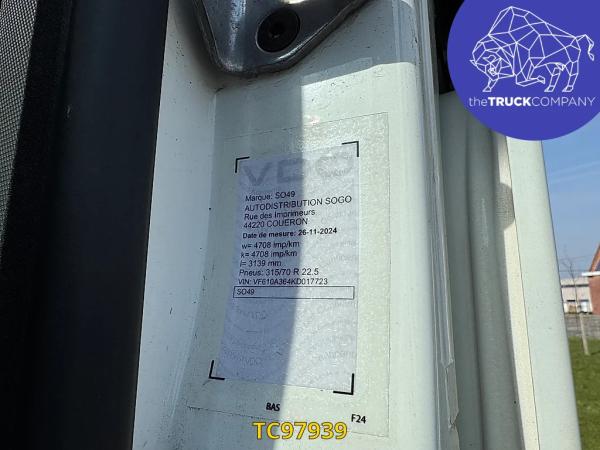 theTRUCKCOMPANY
VDO
Marque: SO49
AUTODISTRIBUTION SOGO
Rue des Imprimeurs
44220 COUERON
Date de mesure: 26-11-2024
w= 4708 imp/km
k= 4708 imp/km
l= 3139 mm
Pneus: 315/70 R 22.5
VIN: VF610A364KD017723
SO49
BAS
F24
TC97939